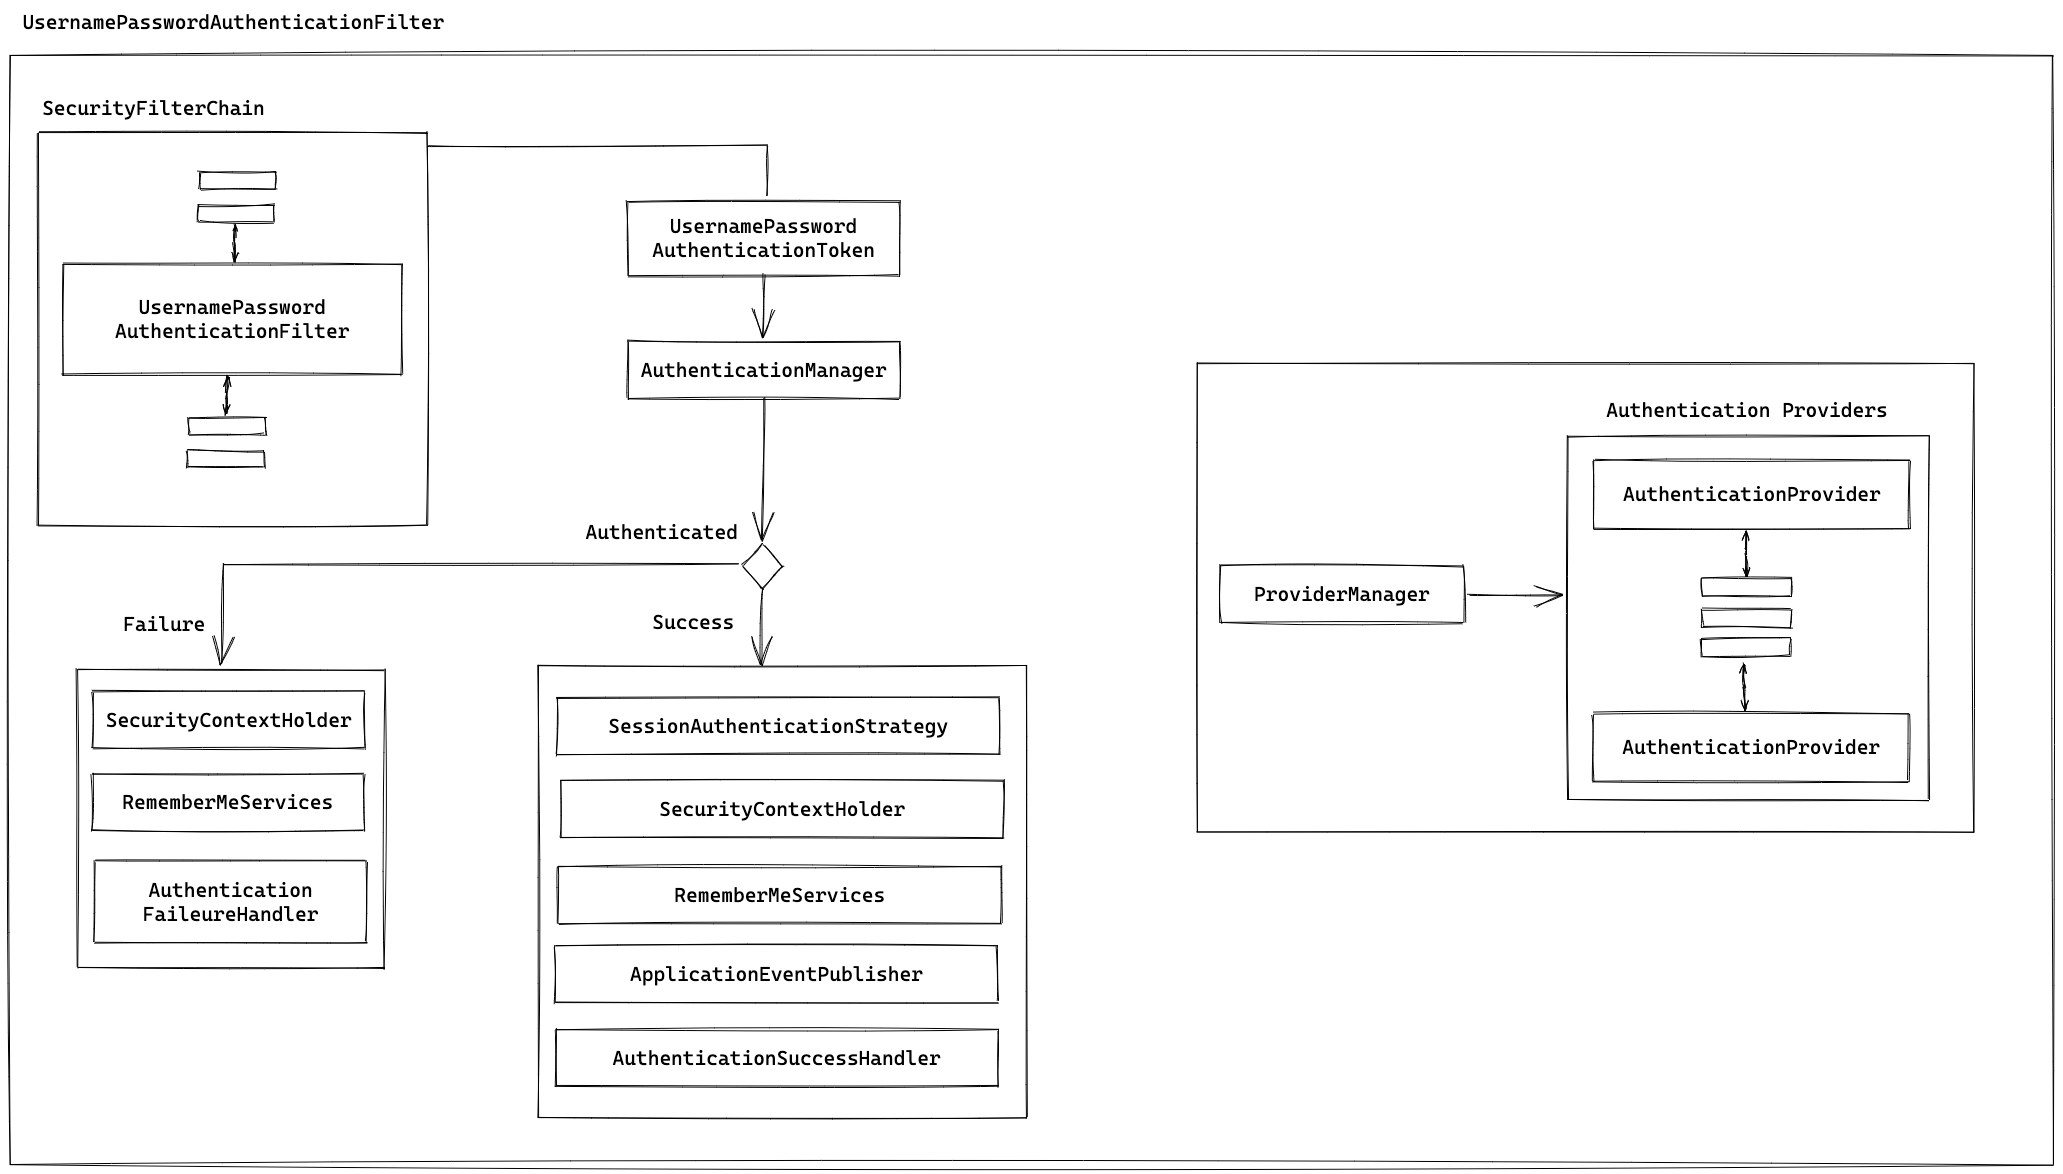 UsernamePasswordAuthenticationFilter
SecurityFilterChain
UsernamePassword
AuthenticationFilter
UsernamePassword
AuthenticationToken
AuthenticationManager
Authenticated
Failure
Success
SecurityContextHolder
RememberMeServices
Authentication
FaileureHandler
SessionAuthenticationStrategy
SecurityContextHolder
RememberMeServices
ApplicationEventPublisher
AuthenticationSuccessHandler
ProviderManager
Authentication Providers
AuthenticationProvider
AuthenticationProvider